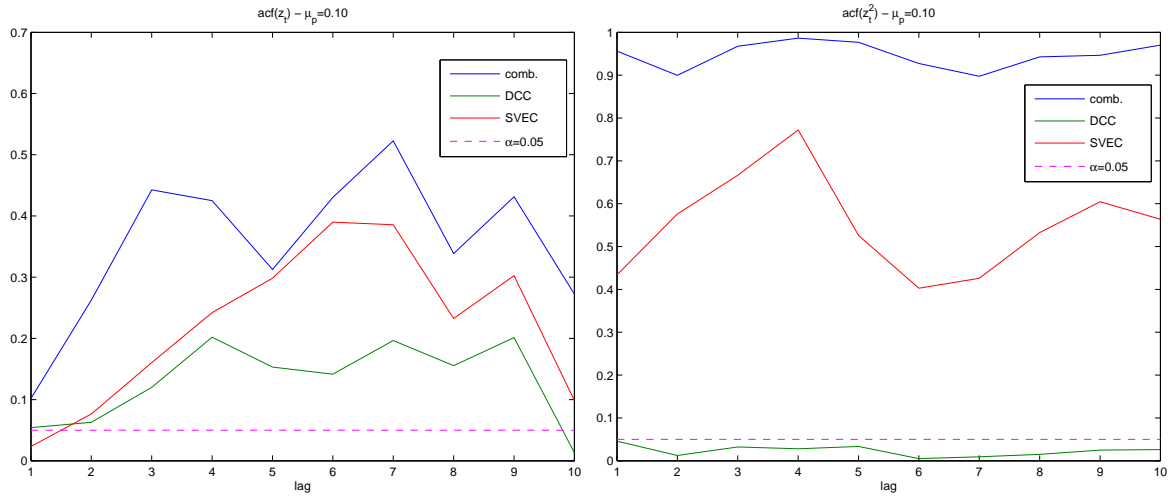 acf(z_t) − μ_p=0.10
0.7
0.6
0.5
0.4
0.3
0.2
0.1
0
1 2 3 4 5 6 7 8 9 10
lag
comb.
DCC
SVEC
α=0.05
acf(z_t^2) − μ_p=0.10
1
0.9
0.8
0.7
0.6
0.5
0.4
0.3
0.2
0.1
0
1 2 3 4 5 6 7 8 9 10
lag
comb.
DCC
SVEC
α=0.05